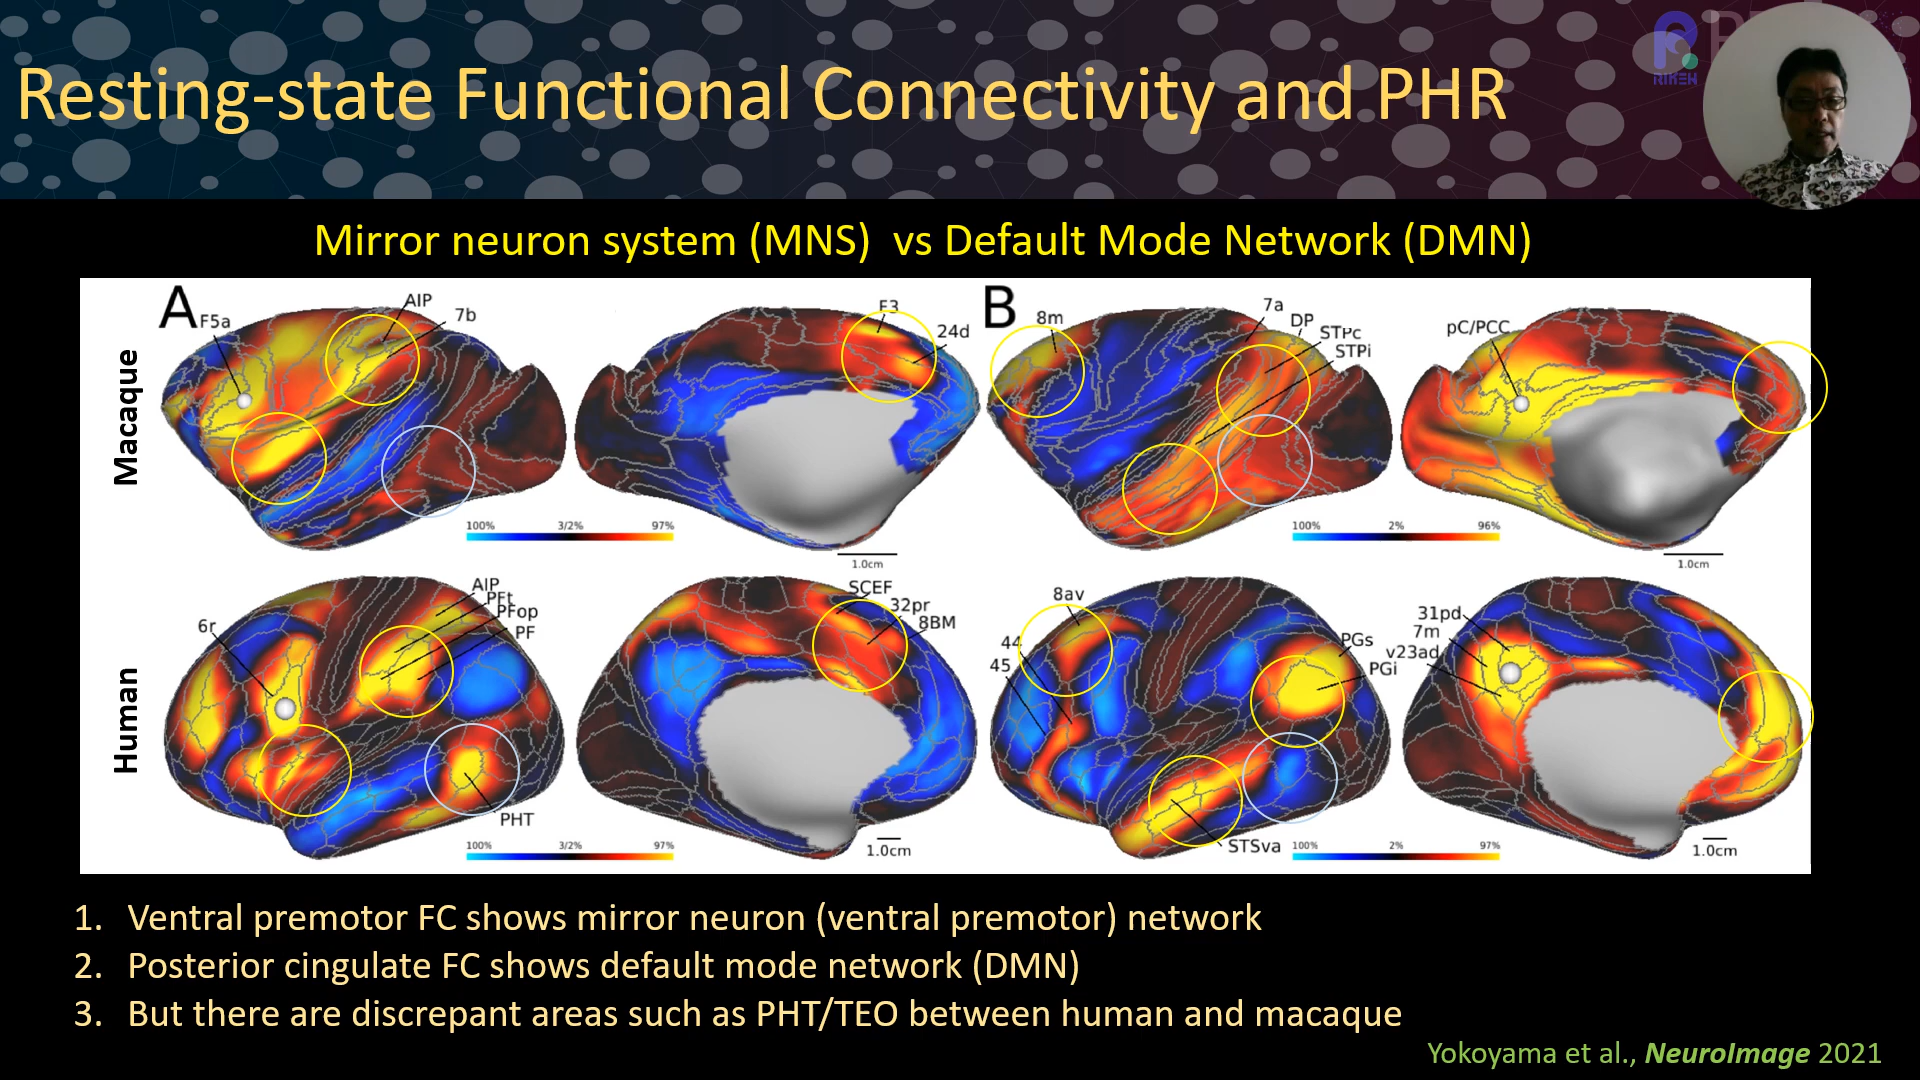 Resting-state Functional Connectivity and PHR
RIKEN
Mirror neuron system (MNS) vs Default Mode Network (DMN)
A
F5a
AIP
7b
F3
24d
B
8m
7a
DP
STPc
STPi
pC/PCC
Macaque
100% 3/2% 97%
1.0cm
100% 2% 96%
1.0cm
Human
6r
AIP
PFt
PFop
PF
PHT
SCEF
32pr
8BM
8av
44
45
PGs
PGi
STSva
31pd
7m
v23ad
100% 3/2% 97%
1.0cm
100% 2% 97%
1.0cm
1. Ventral premotor FC shows mirror neuron (ventral premotor) network
2. Posterior cingulate FC shows default mode network (DMN)
3. But there are discrepant areas such as PHT/TEO between human and macaque
Yokoyama et al., NeuroImage 2021